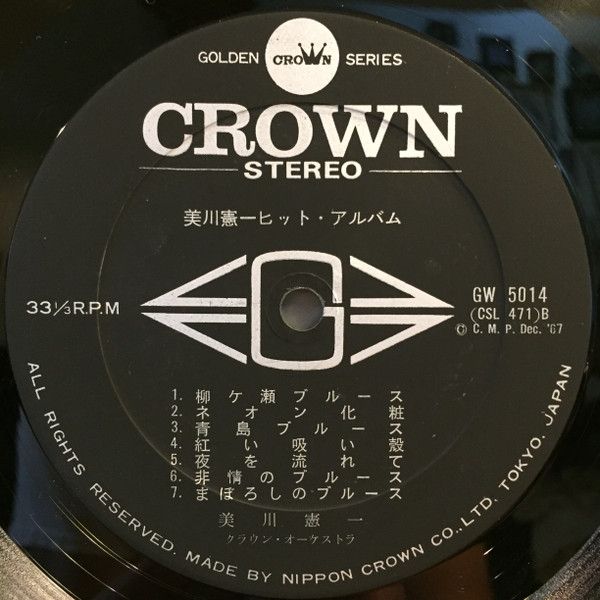 GOLDEN CROWN SERIES
CROWN
STEREO
美川憲一ヒット・アルバム
33 1/3 R.P.M
G
GW 5014
(CSL 471)B
© C. M. P. Dec. '67
1. 柳ケ瀬ブルース
2. ネオン化粧
3. 青島ブルース
4. 紅い吸い殻
5. 夜を流れて
6. 非情のブルース
7. まぼろしのブルース
美川憲一
クラウン・オーケストラ
ALL RIGHTS RESERVED. MADE BY NIPPON CROWN CO.,LTD. TOKYO. JAPAN